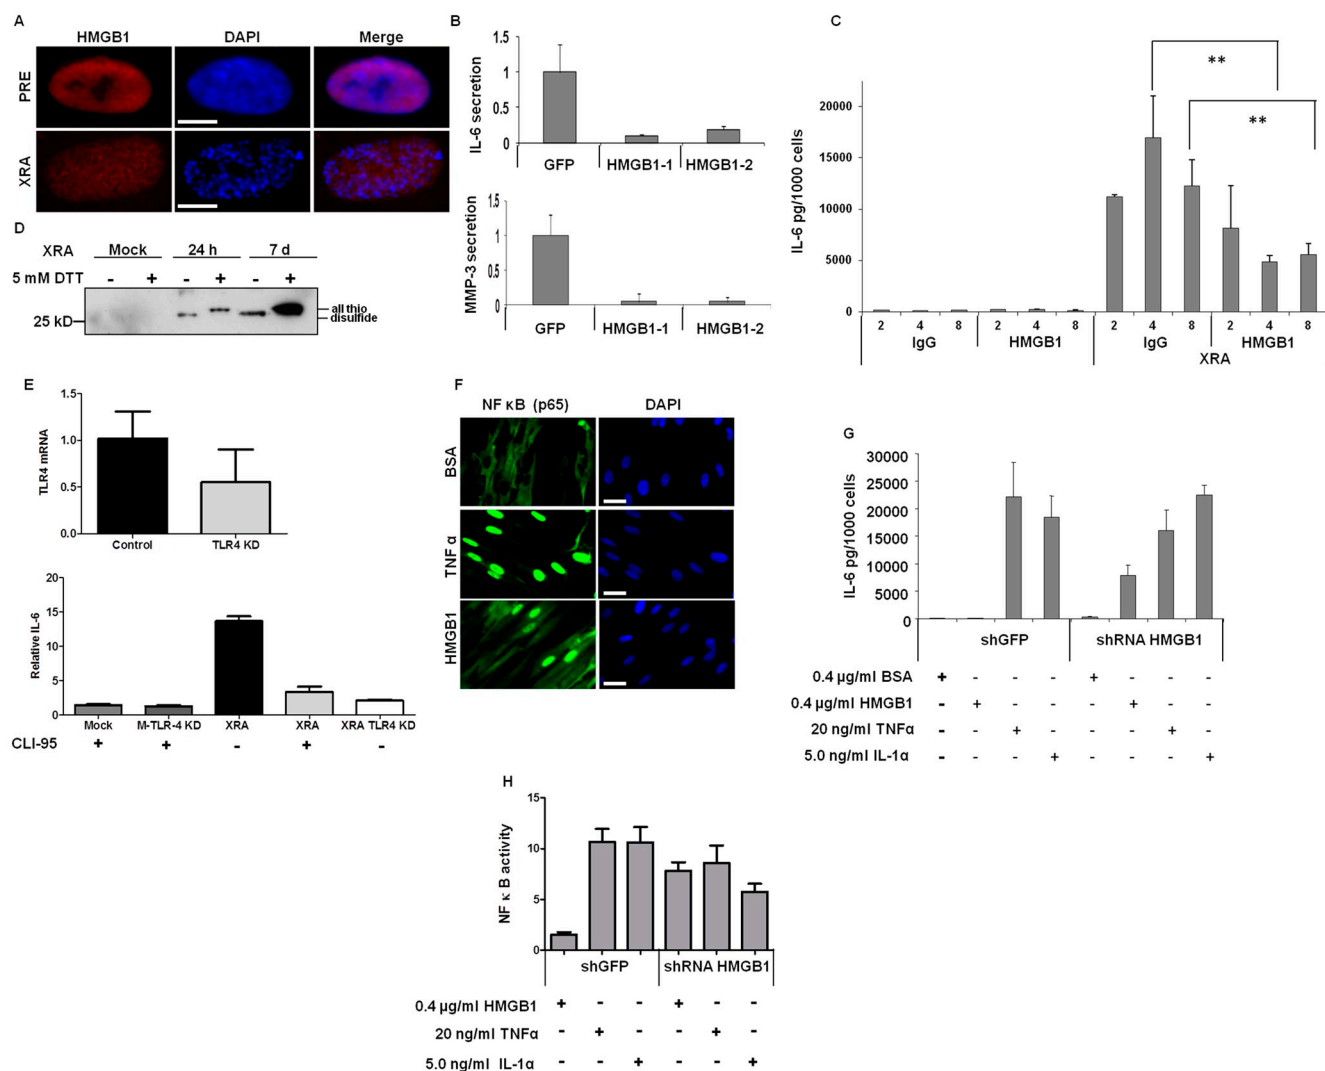 A
HMGB1 DAPI Merge
PRE
XRA
B
IL-6 secretion
1.5
1
0.5
0
GFP HMGB1-1 HMGB1-2
MMP-3 secretion
1.5
1
0.5
0
GFP HMGB1-1 HMGB1-2
C
IL-6 pg/1000 cells
20000
15000
10000
5000
0
**
**
2 4 8 2 4 8 2 4 8 2 4 8
IgG HMGB1 IgG HMGB1
XRA
D
XRA Mock 24 h 7 d
5 mM DTT - + - + - +
25 kD
all thio
disulfide
E
TLR4 mRNA
1.5
1.0
0.5
0.0
Control TLR4 KD
Relative IL-6
20
15
10
5
0
Mock M-TLR-4 KD XRA XRA XRA TLR4 KD
CLI-95 + + - + -
F
NF κB (p65) DAPI
BSA
TNF α
HMGB1
G
IL-6 pg/1000 cells
30000
25000
20000
15000
10000
5000
0
shGFP shRNA HMGB1
0.4 µg/ml BSA + - - - + - - -
0.4 µg/ml HMGB1 - + - - - + - -
20 ng/ml TNFα - - + - - - + -
5.0 ng/ml IL-1α - - - + - - - +
H
NF κ B activity
15
10
5
0
shGFP shRNA HMGB1
0.4 µg/ml HMGB1 + - - + - -
20 ng/ml TNFα - + - - + -
5.0 ng/ml IL-1α - - + - - +